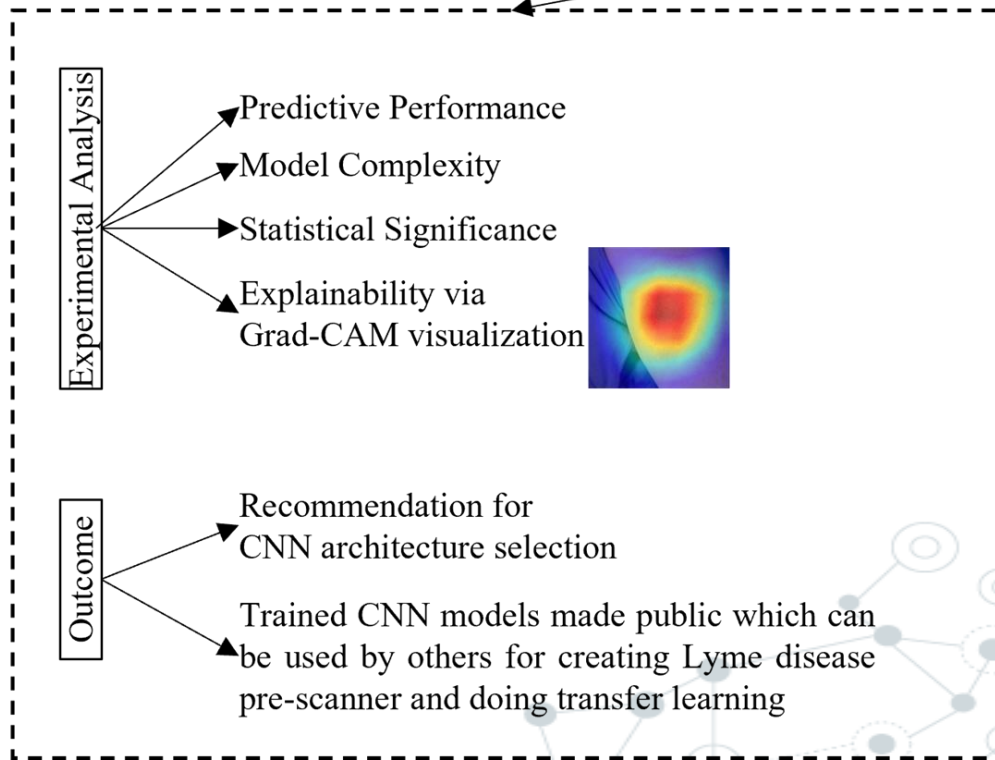 Experimental Analysis
Predictive Performance
Model Complexity
Statistical Significance
Explainability via
Grad-CAM visualization
Outcome
Recommendation for
CNN architecture selection
Trained CNN models made public which can
be used by others for creating Lyme disease
pre-scanner and doing transfer learning